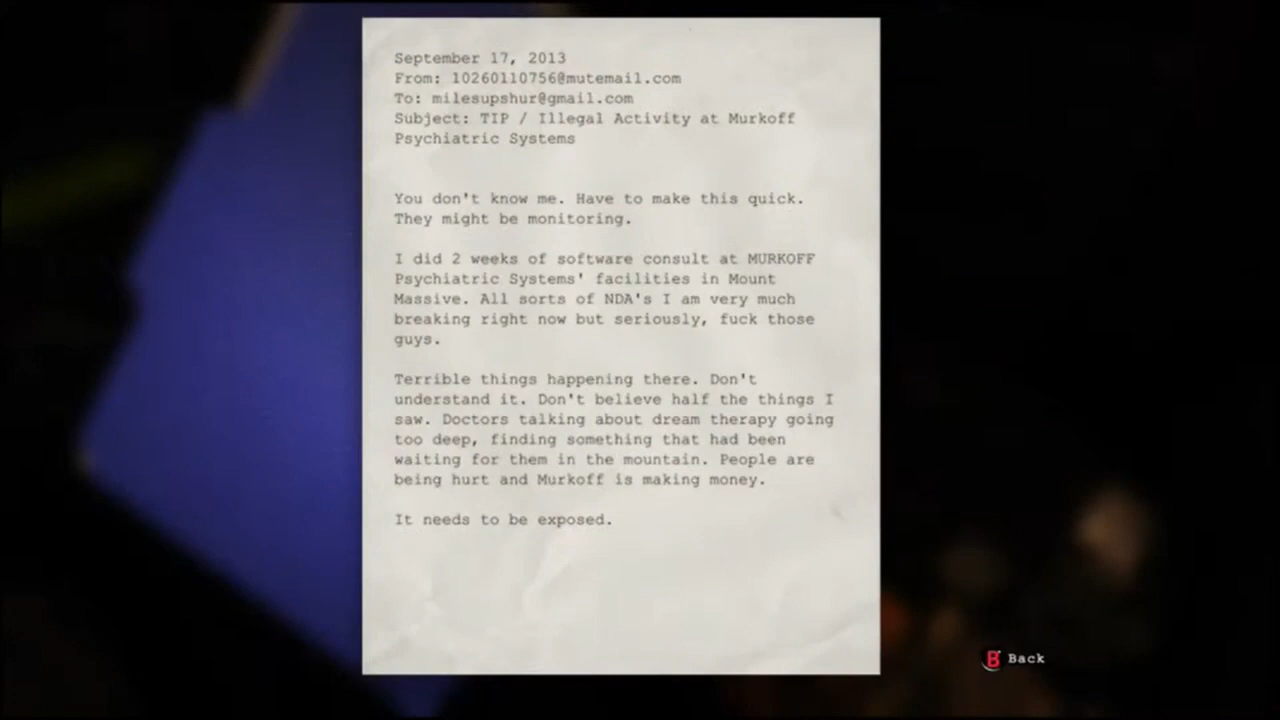 September 17, 2013
From: 10260110756@mutemail.com
To: milesupshur@gmail.com
Subject: TIP / Illegal Activity at Murkoff
Psychiatric Systems
You don't know me. Have to make this quick.
They might be monitoring.
I did 2 weeks of software consult at MURKOFF
Psychiatric Systems' facilities in Mount
Massive. All sorts of NDA's I am very much
breaking right now but seriously, fuck those
guys.
Terrible things happening there. Don't
understand it. Don't believe half the things I
saw. Doctors talking about dream therapy going
too deep, finding something that had been
waiting for them in the mountain. People are
being hurt and Murkoff is making money.
It needs to be exposed.
B Back